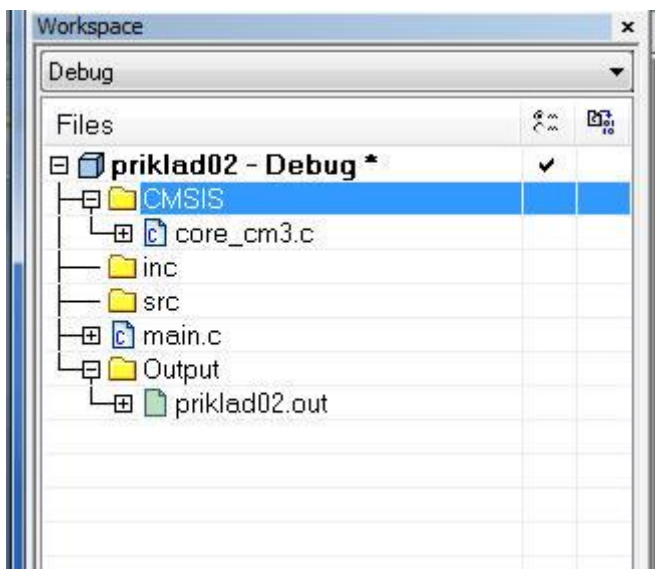 Workspace
Debug
Files
priklad02 - Debug *
CMSIS
core_cm3.c
inc
src
main.c
Output
priklad02.out